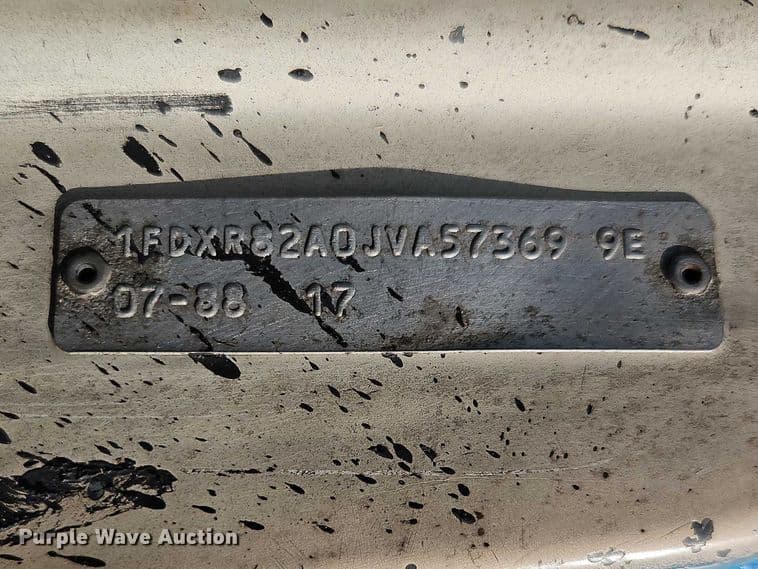 1FDXR82A0JVA57369 9E
07-88 17
Purple Wave Auction